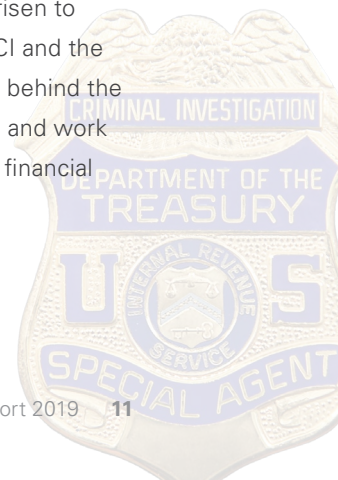 risen to
CI and the
behind the
and work
financial
CRIMINAL INVESTIGATION
DEPARTMENT OF THE
TREASURY
U S
INTERNAL REVENUE
SERVICE
SPECIAL AGENT
ort 2019 11